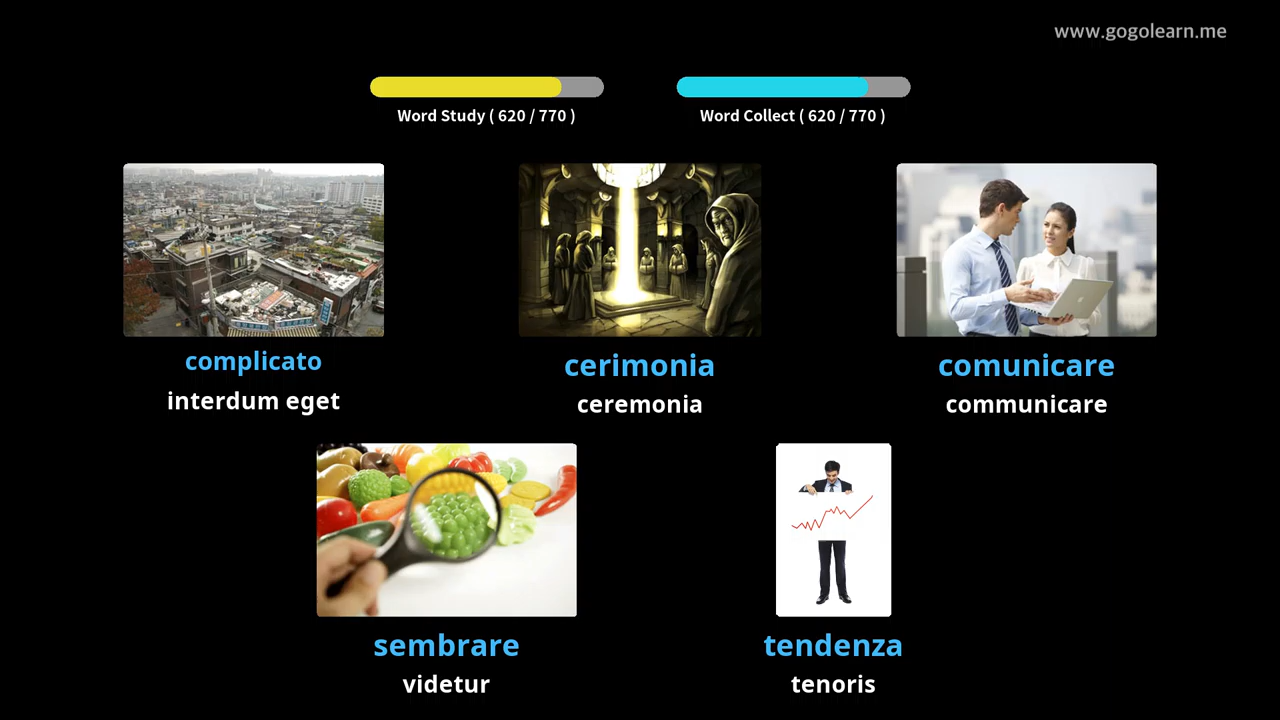 www.gogolearn.me
Word Study ( 620 / 770 )
Word Collect ( 620 / 770 )
complicato
interdum eget
cerimonia
ceremonia
comunicare
communicare
sembrare
videtur
tendenza
tenoris